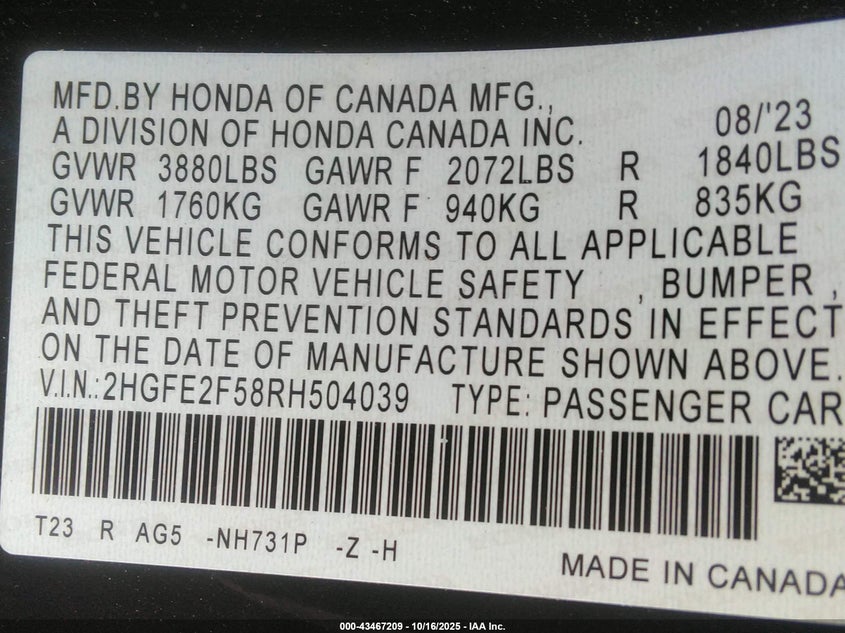 MFD.BY HONDA OF CANADA MFG.,
A DIVISION OF HONDA CANADA INC. 08/'23
GVWR 3880LBS GAWR F 2072LBS R 1840LBS
GVWR 1760KG GAWR F 940KG R 835KG
THIS VEHICLE CONFORMS TO ALL APPLICABLE
FEDERAL MOTOR VEHICLE SAFETY , BUMPER ,
AND THEFT PREVENTION STANDARDS IN EFFECT
ON THE DATE OF MANUFACTURE SHOWN ABOVE.
V.I.N.:2HGFE2F58RH504039 TYPE: PASSENGER CAR
T23 R AG5 -NH731P -Z -H
MADE IN CANADA
000-43467209 - 10/16/2025 - IAA Inc.